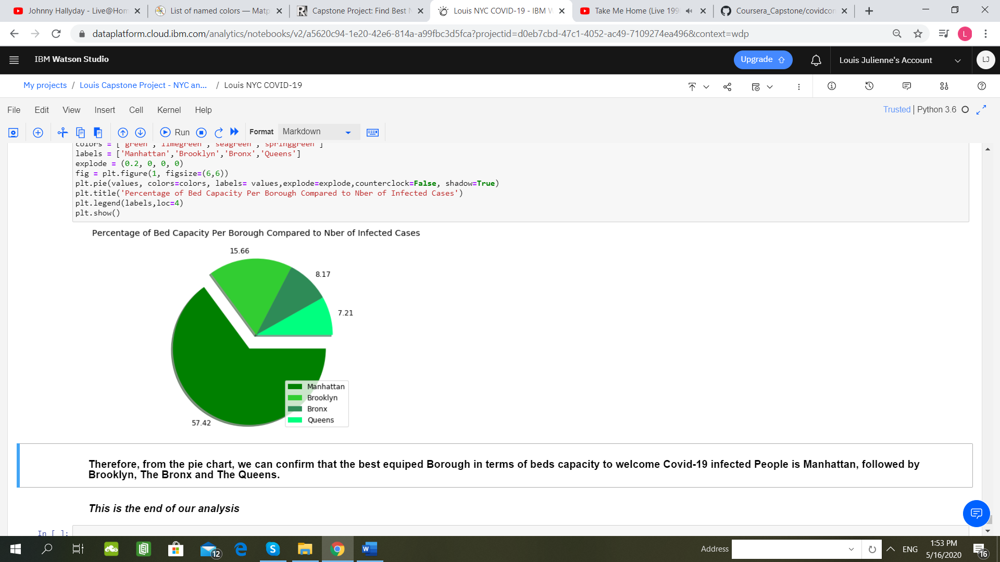 Johnny Hallyday - Live@Hom
List of named colors — Matp
Capstone Project: Find Best N
Louis NYC COVID-19 - IBM W
Take Me Home (Live 199
Coursera_Capstone/covidcor
dataplatform.cloud.ibm.com/analytics/notebooks/v2/a5620c94-1e20-42e6-814a-a99fbc3d5fca?projectid=d0eb7cbd-47c1-4052-ac49-7109274ea496&context=wdp
L
IBM Watson Studio
Upgrade
Louis Julienne's Account
LJ
My projects / Louis Capstone Project - NYC an... / Louis NYC COVID-19
File Edit View Insert Cell Kernel Help
Trusted | Python 3.6
Run
Format
Markdown
colors = ['green', 'limegreen', 'seagreen', 'springgreen']
labels = ['Manhattan','Brooklyn','Bronx','Queens']
explode = (0.2, 0, 0, 0)
fig = plt.figure(1, figsize=(6,6))
plt.pie(values, colors=colors, labels= values,explode=explode,counterclock=False, shadow=True)
plt.title('Percentage of Bed Capacity Per Borough Compared to Nber of Infected Cases')
plt.legend(labels,loc=4)
plt.show()
Percentage of Bed Capacity Per Borough Compared to Nber of Infected Cases
15.66
8.17
7.21
57.42
Manhattan
Brooklyn
Bronx
Queens
Therefore, from the pie chart, we can confirm that the best equiped Borough in terms of beds capacity to welcome Covid-19 infected People is Manhattan, followed by
Brooklyn, The Bronx and The Queens.
This is the end of our analysis
In [ ]:
12
Address
ENG
1:53 PM
5/16/2020
16